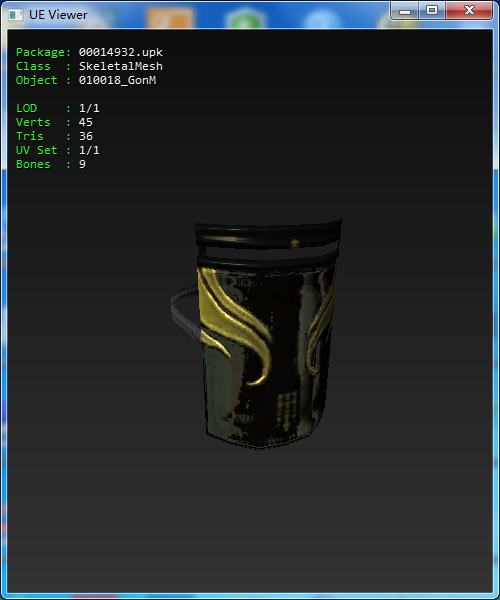 UE Viewer
Package: 00014932.upk
Class : SkeletalMesh
Object : 010018_GonM
LOD : 1/1
Verts : 45
Tris : 36
UV Set : 1/1
Bones : 9